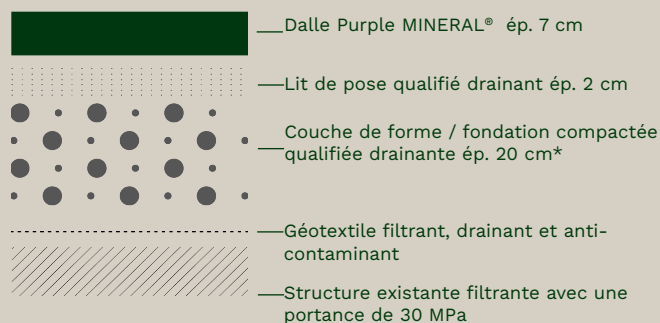 Dalle Purple MINERAL® ép. 7 cm
Lit de pose qualifié drainant ép. 2 cm
Couche de forme / fondation compactée
qualifiée drainante ép. 20 cm*
Géotextile filtrant, drainant et anti-
contaminant
Structure existante filtrante avec une
portance de 30 MPa